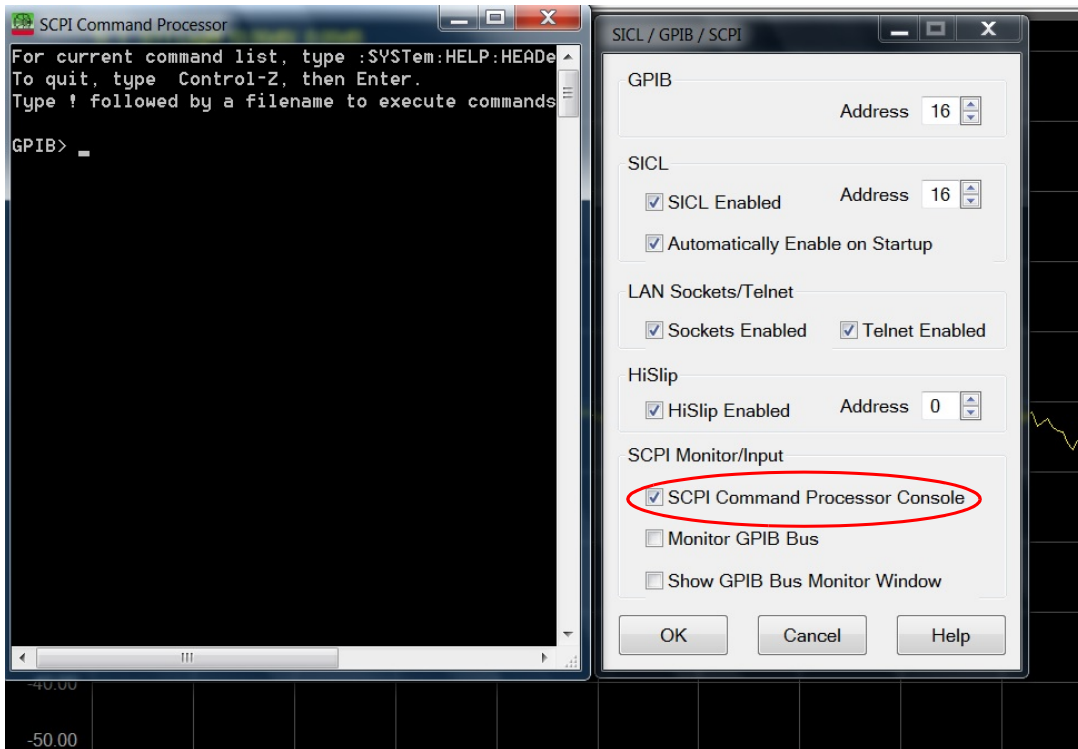 SCPI Command Processor
For current command list, type :SYSTem:HELP:HEADe
To quit, type Control-Z, then Enter.
Type ! followed by a filename to execute commands
GPIB> _
SICL / GPIB / SCPI
GPIB
Address 16
SICL
SICL Enabled Address 16
Automatically Enable on Startup
LAN Sockets/Telnet
Sockets Enabled Telnet Enabled
HiSlip
HiSlip Enabled Address 0
SCPI Monitor/Input
SCPI Command Processor Console
Monitor GPIB Bus
Show GPIB Bus Monitor Window
OK Cancel Help
-40.00
-50.00